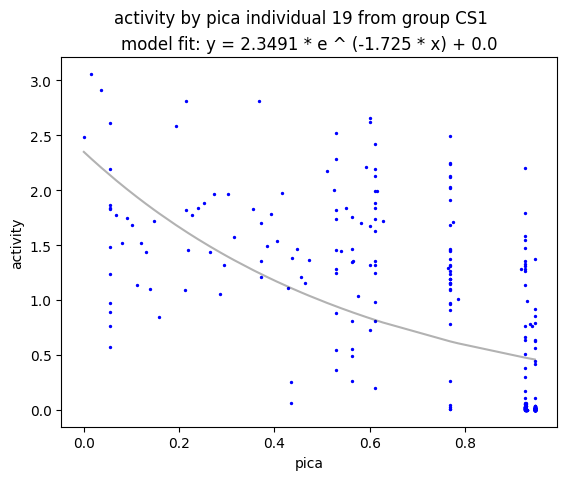 activity by pica individual 19 from group CS1
model fit: y = 2.3491 * e ^ (-1.725 * x) + 0.0
3.0
2.5
2.0
1.5
1.0
0.5
0.0
activity
0.0 0.2 0.4 0.6 0.8
pica